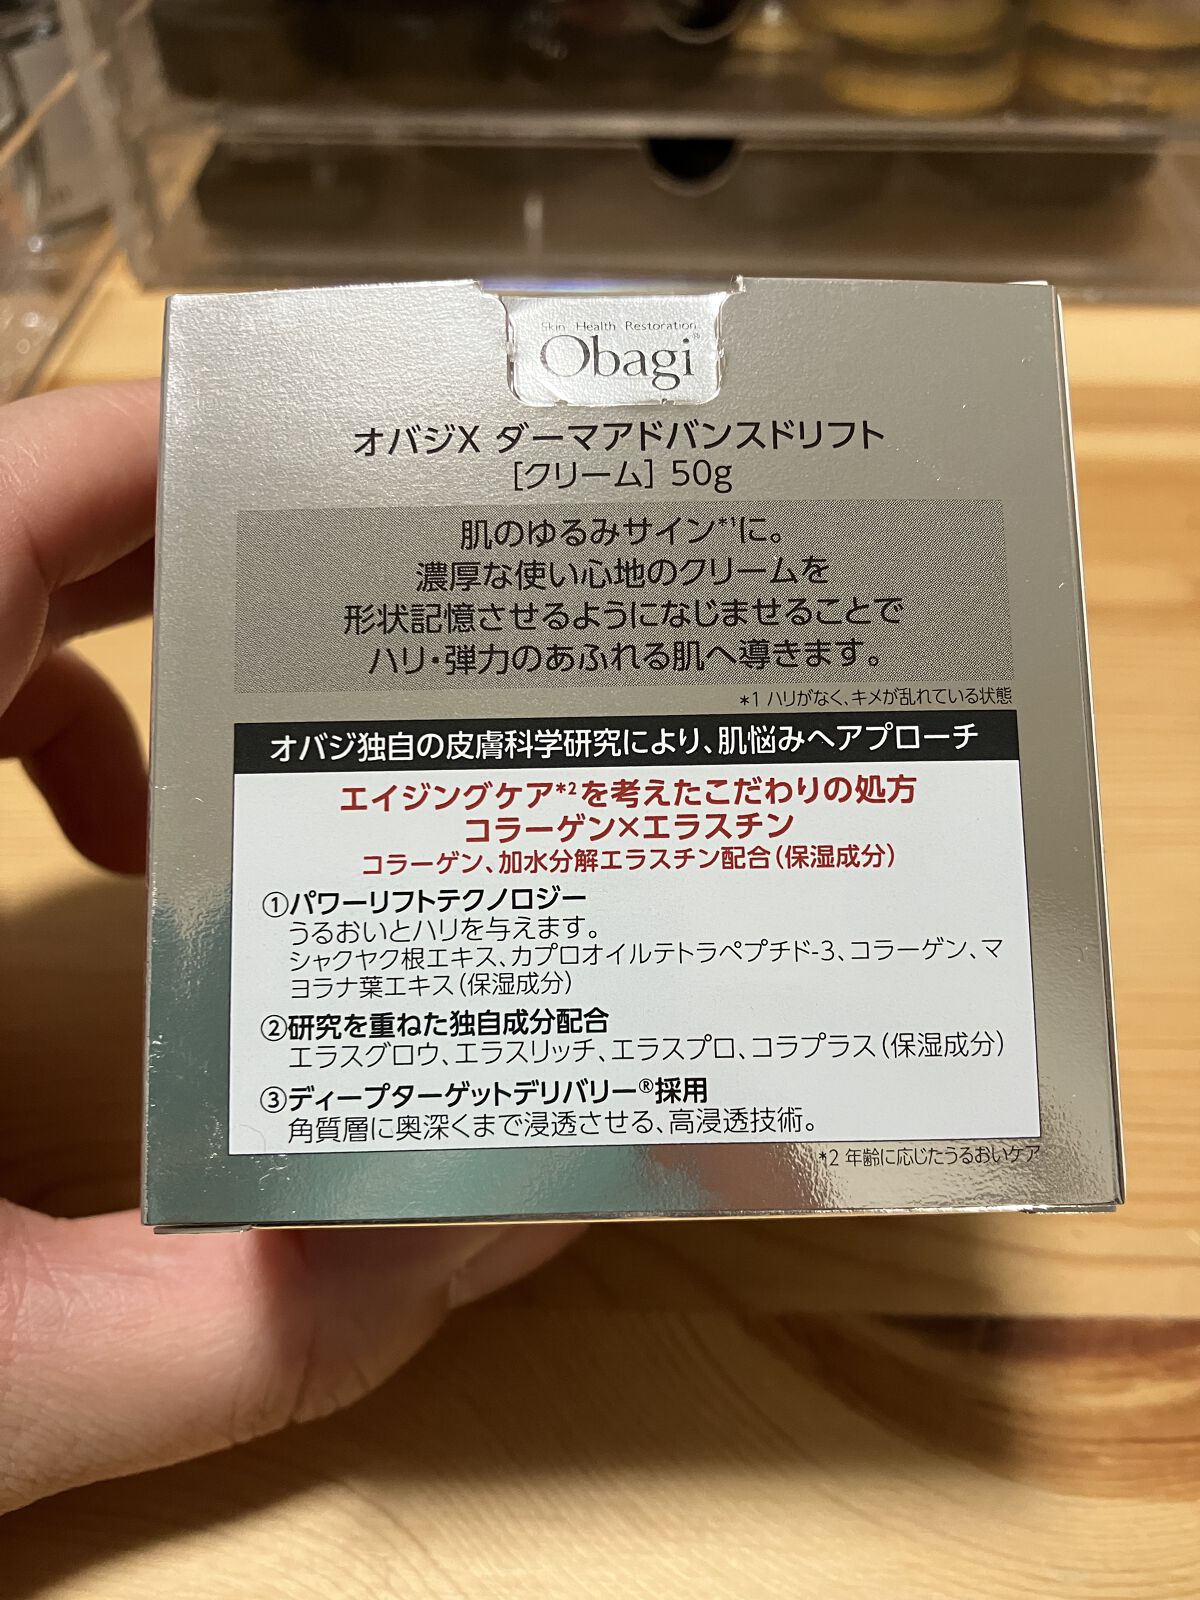 Skin Health Restoration
Obagi®
オバジX ダーマアドバンスドリフト
[クリーム] 50g
肌のゆるみサイン*1に。
濃厚な使い心地のクリームを
形状記憶させるようになじませることで
ハリ・弾力のあふれる肌へ導きます。
*1 ハリがなく、キメが乱れている状態
オバジ独自の皮膚科学研究により、肌悩みへアプローチ
エイジングケア*2を考えたこだわりの処方
コラーゲン×エラスチン
コラーゲン、加水分解エラスチン配合(保湿成分)
①パワーリフトテクノロジー
うるおいとハリを与えます。
シャクヤク根エキス、カプロオイルテトラペプチド-3、コラーゲン、マ
ヨラナ葉エキス(保湿成分)
②研究を重ねた独自成分配合
エラスグロウ、エラスリッチ、エラスプロ、コラプラス(保湿成分)
③ディープターゲットデリバリー®採用
角質層に奥深くまで浸透させる、高浸透技術。
*2 年齢に応じたうるおいケア